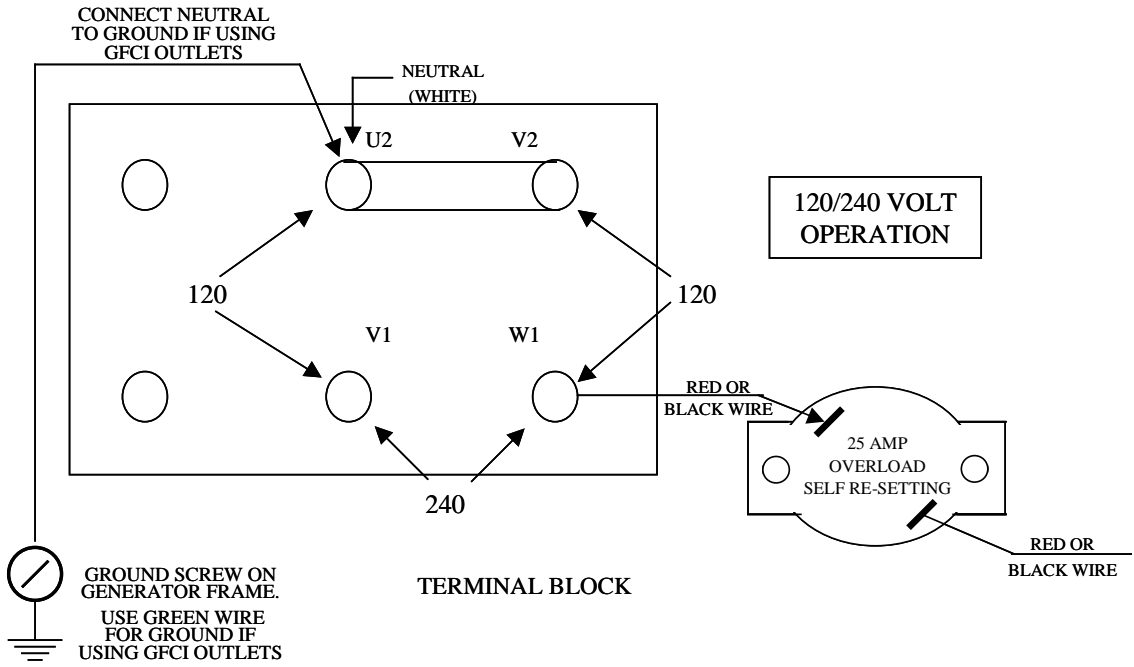 CONNECT NEUTRAL
TO GROUND IF USING
GFCI OUTLETS
NEUTRAL
(WHITE)
U2
V2
120/240 VOLT
OPERATION
120
120
V1
W1
RED OR
BLACK WIRE
25 AMP
OVERLOAD
SELF RE-SETTING
240
RED OR
BLACK WIRE
GROUND SCREW ON
GENERATOR FRAME.
USE GREEN WIRE
FOR GROUND IF
USING GFCI OUTLETS
TERMINAL BLOCK